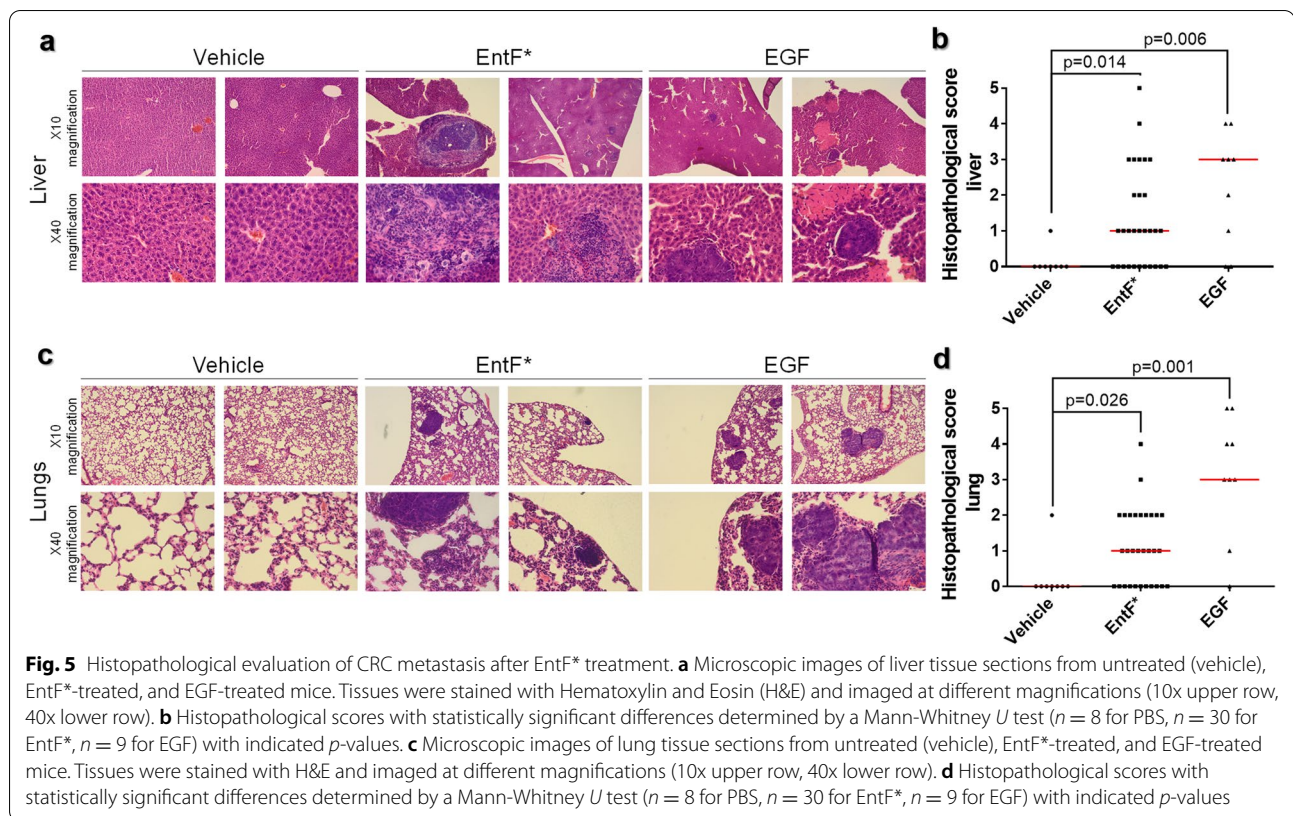 a
Vehicle
EntF*
EGF
Liver
X10
magnification
X40
magnification
b
p=0.006
p=0.014
Histopathological score
liver
5
4
3
2
1
0
Vehicle
EntF*
EGF
c
Vehicle
EntF*
EGF
Lungs
X10
magnification
X40
magnification
d
p=0.001
p=0.026
Histopathological score
lung
5
4
3
2
1
0
Vehicle
EntF*
EGF
Fig. 5 Histopathological evaluation of CRC metastasis after EntF* treatment. a Microscopic images of liver tissue sections from untreated (vehicle),
EntF*-treated, and EGF-treated mice. Tissues were stained with Hematoxylin and Eosin (H&E) and imaged at different magnifications (10x upper row,
40x lower row). b Histopathological scores with statistically significant differences determined by a Mann-Whitney U test (n = 8 for PBS, n = 30 for
EntF*, n = 9 for EGF) with indicated p-values. c Microscopic images of lung tissue sections from untreated (vehicle), EntF*-treated, and EGF-treated
mice. Tissues were stained with H&E and imaged at different magnifications (10x upper row, 40x lower row). d Histopathological scores with
statistically significant differences determined by a Mann-Whitney U test (n = 8 for PBS, n = 30 for EntF*, n = 9 for EGF) with indicated p-values